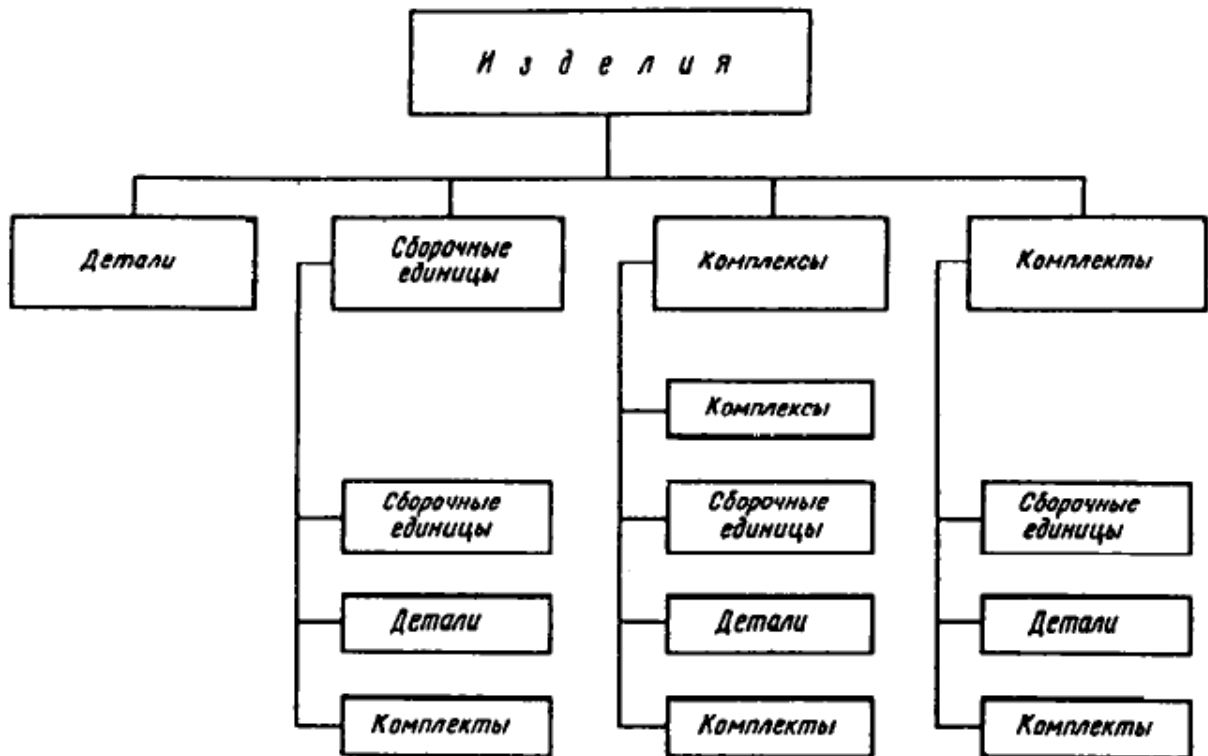 Изделия
Детали
Сборочные
единицы
Комплексы
Комплекты
Комплексы
Сборочные
единицы
Сборочные
единицы
Сборочные
единицы
Детали
Детали
Детали
Комплекты
Комплекты
Комплекты